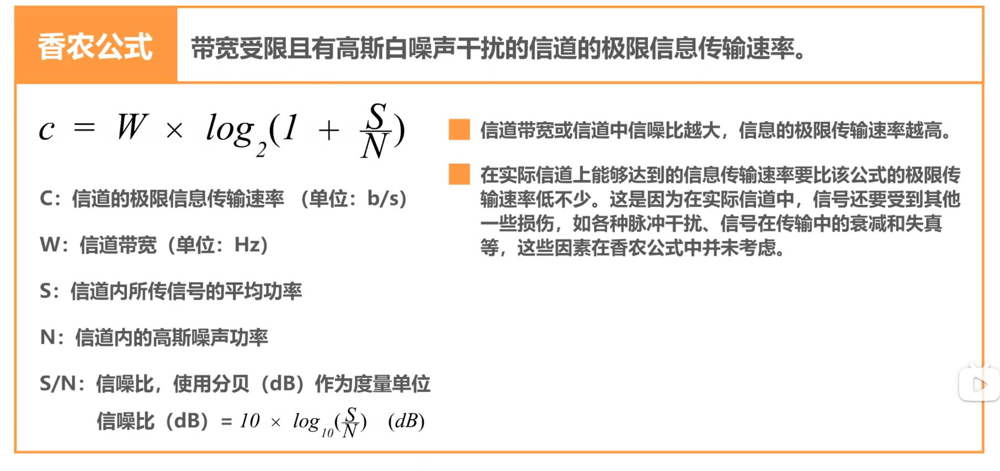 香农公式
带宽受限且有高斯白噪声干扰的信道的极限信息传输速率。
c = W × log₂(1 + S/N)
C：信道的极限信息传输速率 （单位：b/s）
W：信道带宽（单位：Hz）
S：信道内所传信号的平均功率
N：信道内的高斯噪声功率
S/N：信噪比，使用分贝（dB）作为度量单位
信噪比（dB）= 10 × log₁₀(S/N) (dB)
信道带宽或信道中信噪比越大，信息的极限传输速率越高。
在实际信道上能够达到的信息传输速率要比该公式的极限传
输速率低不少。这是因为在实际信道中，信号还要受到其他
一些损伤，如各种脉冲干扰、信号在传输中的衰减和失真
等，这些因素在香农公式中并未考虑。